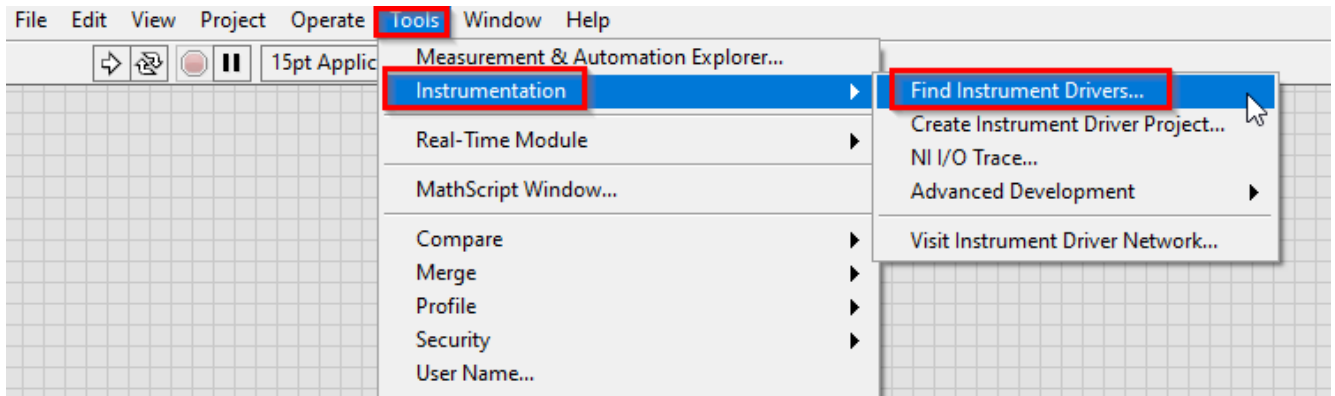 File Edit View Project Operate Tools Window Help
15pt Applic
Measurement & Automation Explorer...
Instrumentation
Real-Time Module
MathScript Window...
Compare
Merge
Profile
Security
User Name...
Find Instrument Drivers...
Create Instrument Driver Project...
NI I/O Trace...
Advanced Development
Visit Instrument Driver Network...